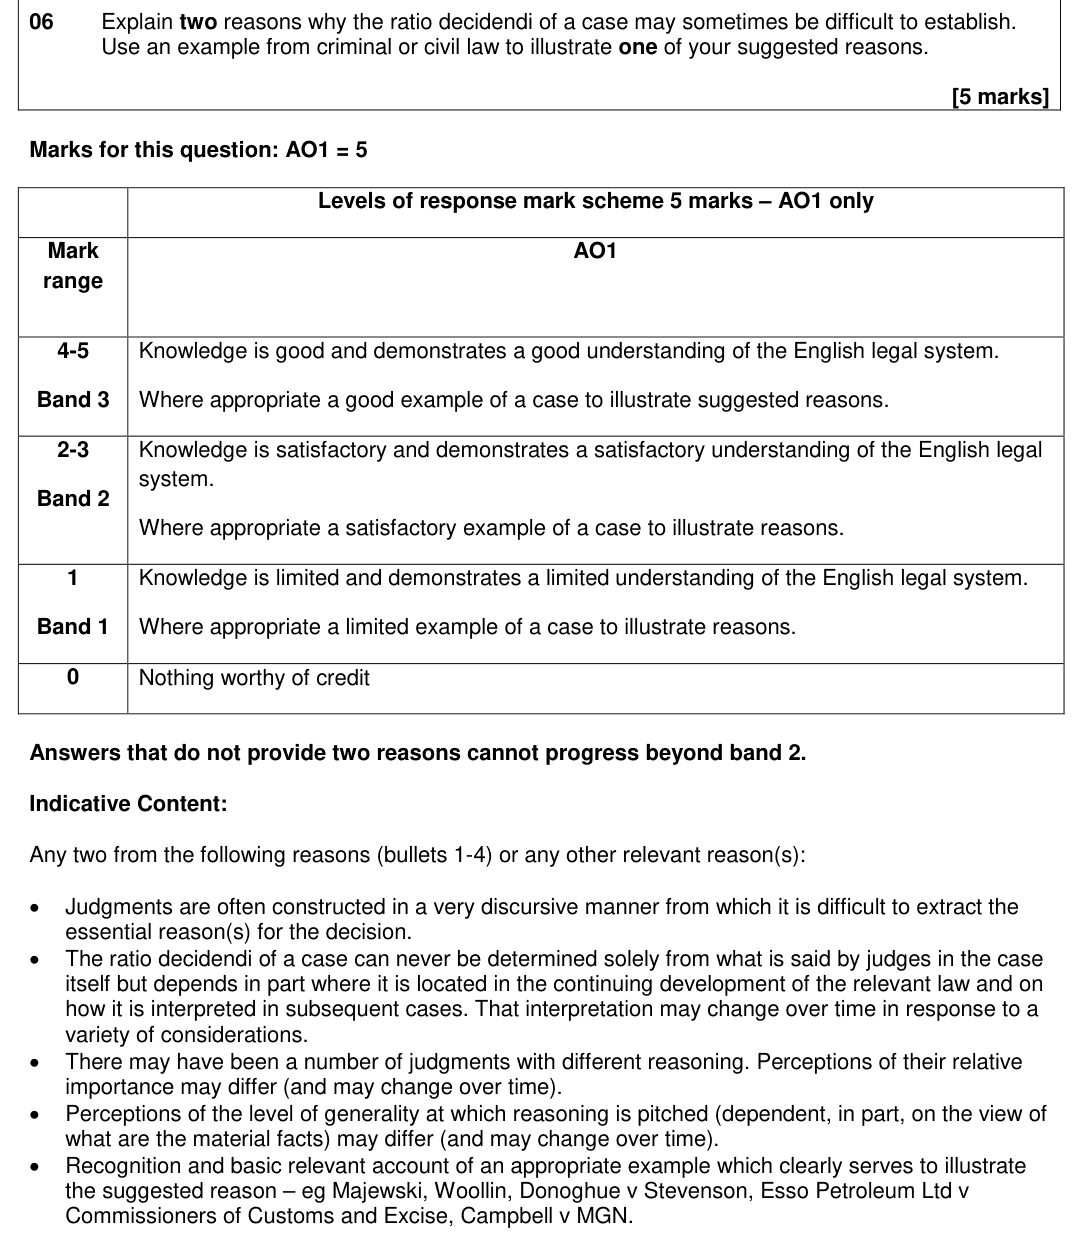 06 Explain two reasons why the ratio decidendi of a case may sometimes be difficult to establish.
Use an example from criminal or civil law to illustrate one of your suggested reasons.
[5 marks]
Marks for this question: AO1 = 5
Levels of response mark scheme 5 marks – AO1 only
Mark
range
AO1
4-5
Band 3
Knowledge is good and demonstrates a good understanding of the English legal system.
Where appropriate a good example of a case to illustrate suggested reasons.
2-3
Band 2
Knowledge is satisfactory and demonstrates a satisfactory understanding of the English legal
system.
Where appropriate a satisfactory example of a case to illustrate reasons.
1
Band 1
Knowledge is limited and demonstrates a limited understanding of the English legal system.
Where appropriate a limited example of a case to illustrate reasons.
0
Nothing worthy of credit
Answers that do not provide two reasons cannot progress beyond band 2.
Indicative Content:
Any two from the following reasons (bullets 1-4) or any other relevant reason(s):
• Judgments are often constructed in a very discursive manner from which it is difficult to extract the
essential reason(s) for the decision.
• The ratio decidendi of a case can never be determined solely from what is said by judges in the case
itself but depends in part where it is located in the continuing development of the relevant law and on
how it is interpreted in subsequent cases. That interpretation may change over time in response to a
variety of considerations.
• There may have been a number of judgments with different reasoning. Perceptions of their relative
importance may differ (and may change over time).
• Perceptions of the level of generality at which reasoning is pitched (dependent, in part, on the view of
what are the material facts) may differ (and may change over time).
• Recognition and basic relevant account of an appropriate example which clearly serves to illustrate
the suggested reason – eg Majewski, Woollin, Donoghue v Stevenson, Esso Petroleum Ltd v
Commissioners of Customs and Excise, Campbell v MGN.